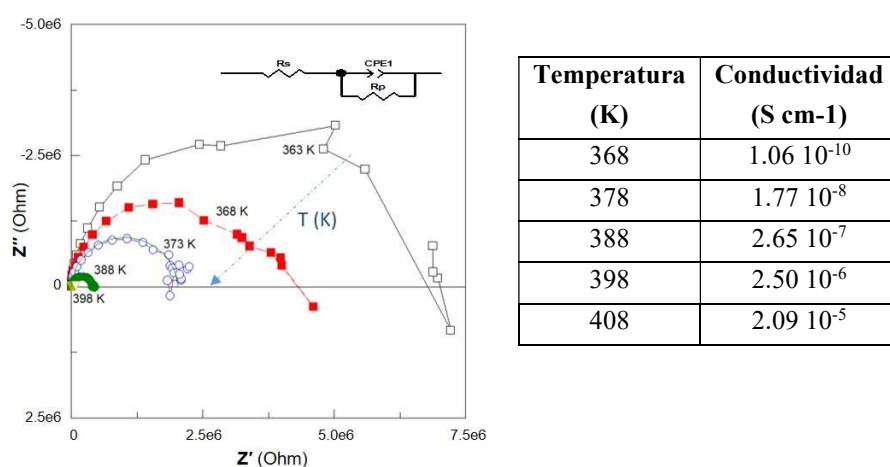 -5.0e6
-2.5e6
0
2.5e6
Z'' (Ohm)
0
2.5e6
5.0e6
7.5e6
Z' (Ohm)
Rs
CPE1
Rp
363 K
368 K
T (K)
373 K
388 K
398 K
Temperatura (K) Conductividad (S cm-1)
368 1.06 10-10
378 1.77 10-8
388 2.65 10-7
398 2.50 10-6
408 2.09 10-5